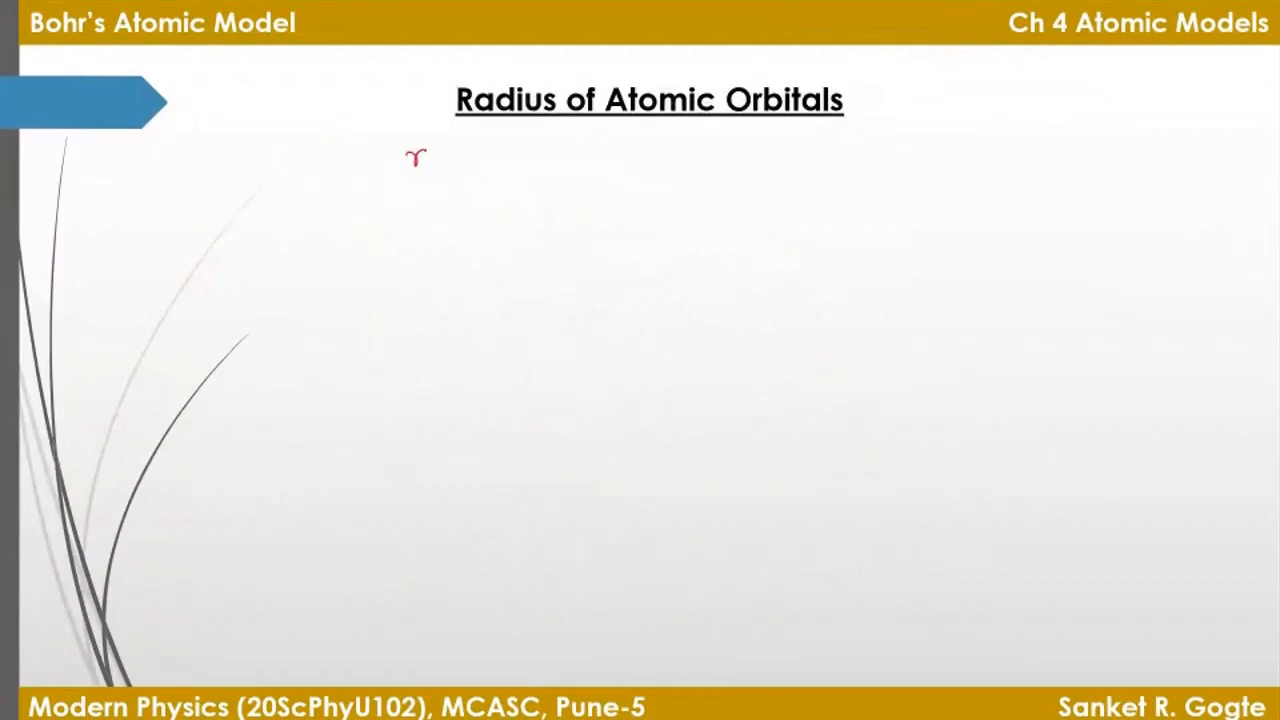 Bohr's Atomic Model
Ch 4 Atomic Models
Radius of Atomic Orbitals
r
Modern Physics (20ScPhyU102), MCASC, Pune-5
Sanket R. Gogte